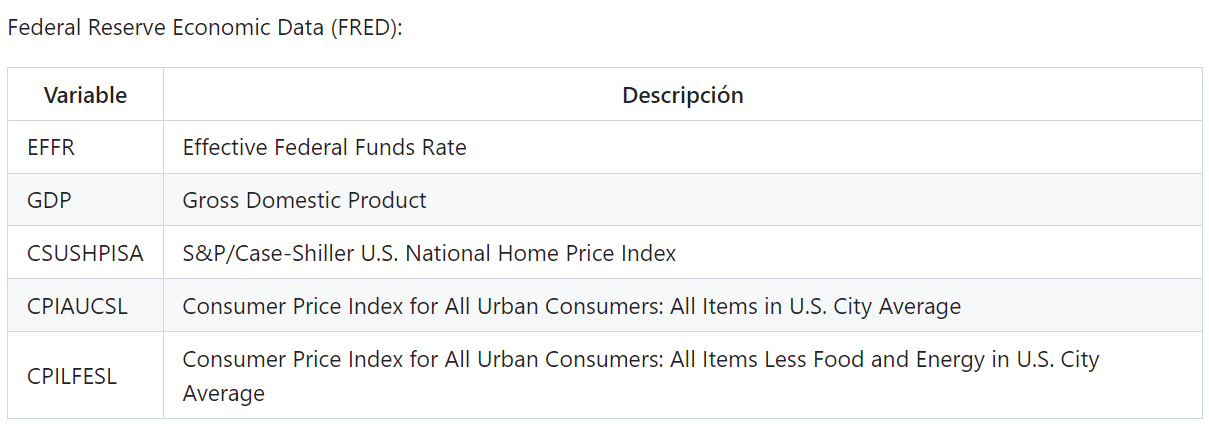 Federal Reserve Economic Data (FRED):
Variable Descripción
EFFR Effective Federal Funds Rate
GDP Gross Domestic Product
CSUSHPISA S&P/Case-Shiller U.S. National Home Price Index
CPIAUCSL Consumer Price Index for All Urban Consumers: All Items in U.S. City Average
CPILFESL Consumer Price Index for All Urban Consumers: All Items Less Food and Energy in U.S. City
Average